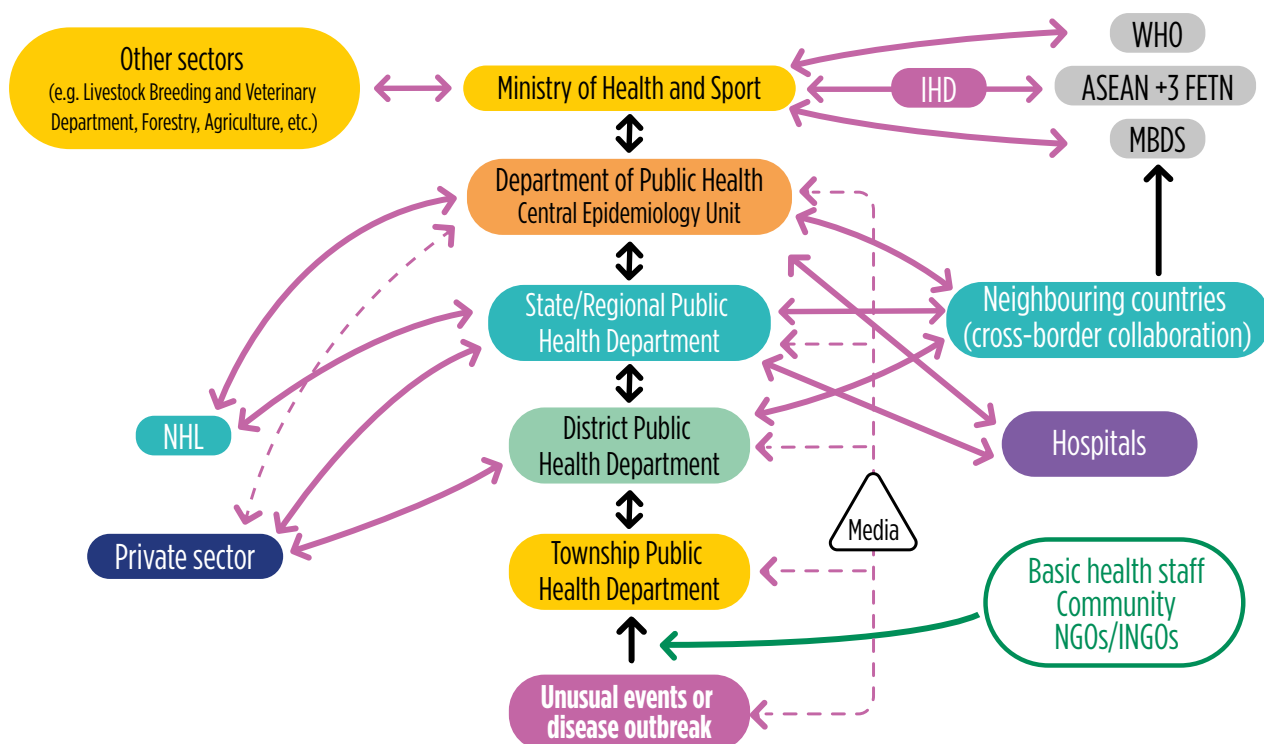 Other sectors
(e.g. Livestock Breeding and Veterinary
Department, Forestry, Agriculture, etc.)
Ministry of Health and Sport
IHD
WHO
ASEAN +3 FETN
MBDS
Department of Public Health
Central Epidemiology Unit
State/Regional Public
Health Department
Neighbouring countries
(cross-border collaboration)
NHL
District Public
Health Department
Hospitals
Media
Private sector
Township Public
Health Department
Basic health staff
Community
NGOs/INGOs
Unusual events or
disease outbreak